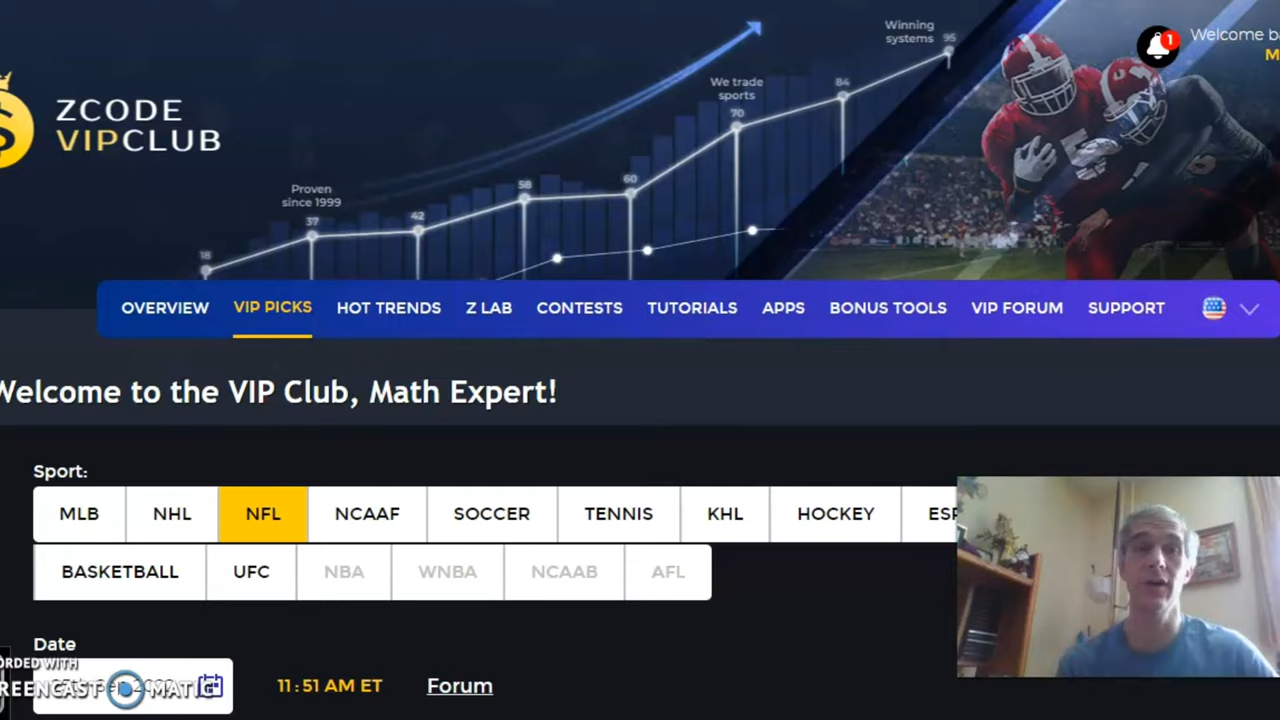 Winning
systems 95
Welcome
We trade
sports
84
70
ZCODE
VIPCLUB
Proven
since 1999
58
60
37
42
18
1
$
OVERVIEW VIP PICKS HOT TRENDS Z LAB CONTESTS TUTORIALS APPS BONUS TOOLS VIP FORUM SUPPORT
Welcome to the VIP Club, Math Expert!
Sport:
MLB NHL NFL NCAAF SOCCER TENNIS KHL HOCKEY
BASKETBALL UFC NBA WNBA NCAAB AFL
Date
11:51 AM ET Forum
WITH
MATIC